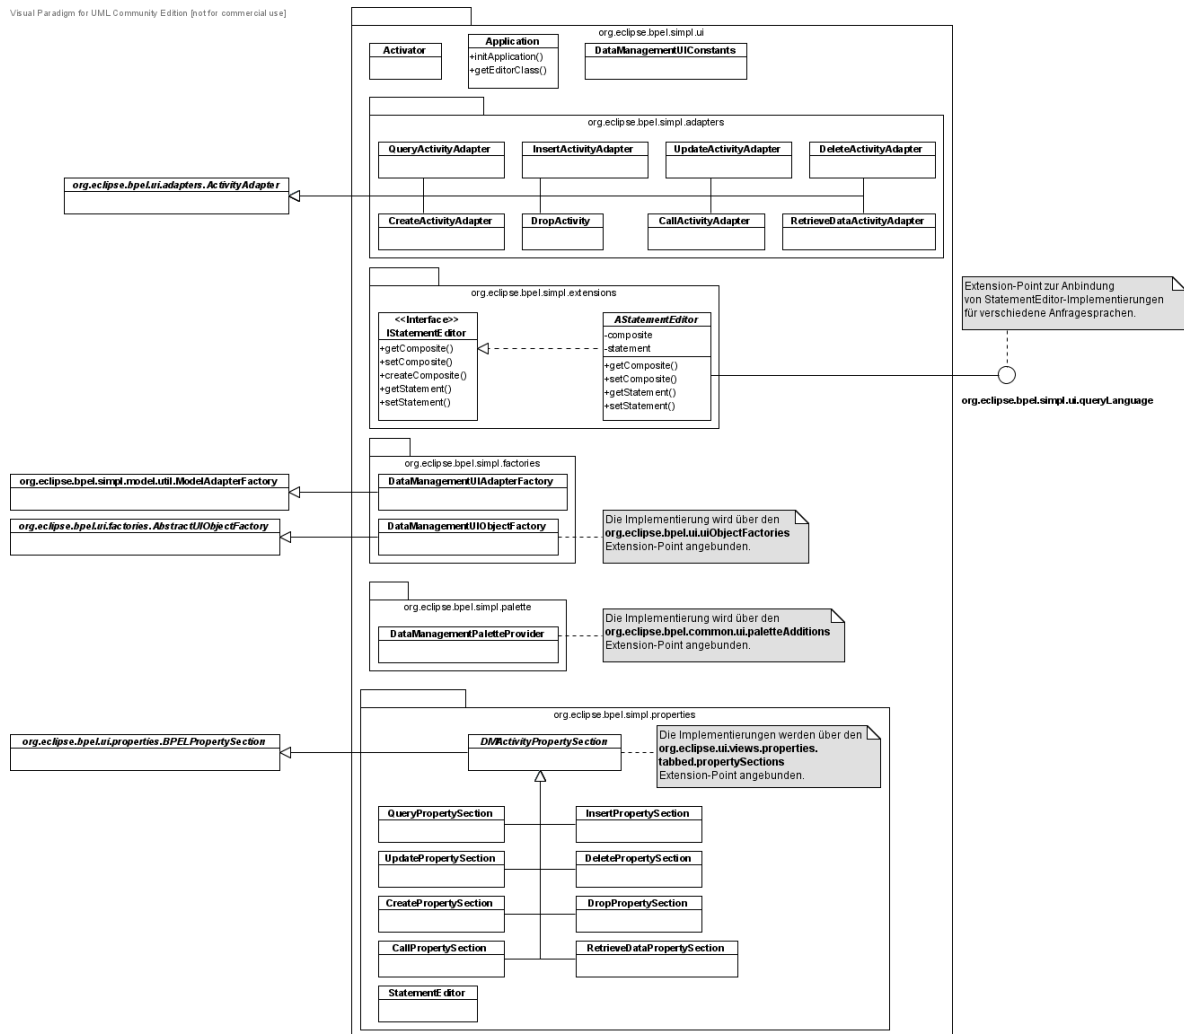 Visual Paradigm for UML Community Edition [not for commercial use]
org.eclipse.bpel.simpl.ui
Activator
Application
+initApplication()
+getEditorClass()
DataManagementUIConstants
org.eclipse.bpel.simpl.adapters
QueryActivityAdapter
InsertActivityAdapter
UpdateActivityAdapter
DeleteActivityAdapter
org.eclipse.bpel.ui.adapters.ActivityAdapter
CreateActivityAdapter
DropActivity
CallActivityAdapter
RetrieveDataActivityAdapter
org.eclipse.bpel.simpl.extensions
<<Interface>>
IStatementEditor
+getComposite()
+setComposite()
+createComposite()
+getStatement()
+setStatement()
AStatementEditor
-composite
-statement
+getComposite()
+setComposite()
+getStatement()
+setStatement()
Extension-Point zur Anbindung
von StatementEditor-Implementierungen
für verschiedene Anfragesprachen.
org.eclipse.bpel.simpl.ui.queryLanguage
org.eclipse.bpel.simpl.factories
org.eclipse.bpel.simpl.model.util.ModelAdapterFactory
DataManagementUIAdapterFactory
org.eclipse.bpel.ui.factories.AbstractUIObjectFactory
DataManagementUIObjectFactory
Die Implementierung wird über den
org.eclipse.bpel.ui.uiObjectFactories
Extension-Point angebunden.
org.eclipse.bpel.simpl.palette
DataManagementPaletteProvider
Die Implementierung wird über den
org.eclipse.bpel.common.ui.paletteAdditions
Extension-Point angebunden.
org.eclipse.bpel.simpl.properties
org.eclipse.bpel.ui.properties.BPELPropertySection
DMActivityPropertySection
Die Implementierungen werden über den
org.eclipse.ui.views.properties.
tabbed.propertySections
Extension-Point angebunden.
QueryPropertySection
InsertPropertySection
UpdatePropertySection
DeletePropertySection
CreatePropertySection
DropPropertySection
CallPropertySection
RetrieveDataPropertySection
StatementEditor